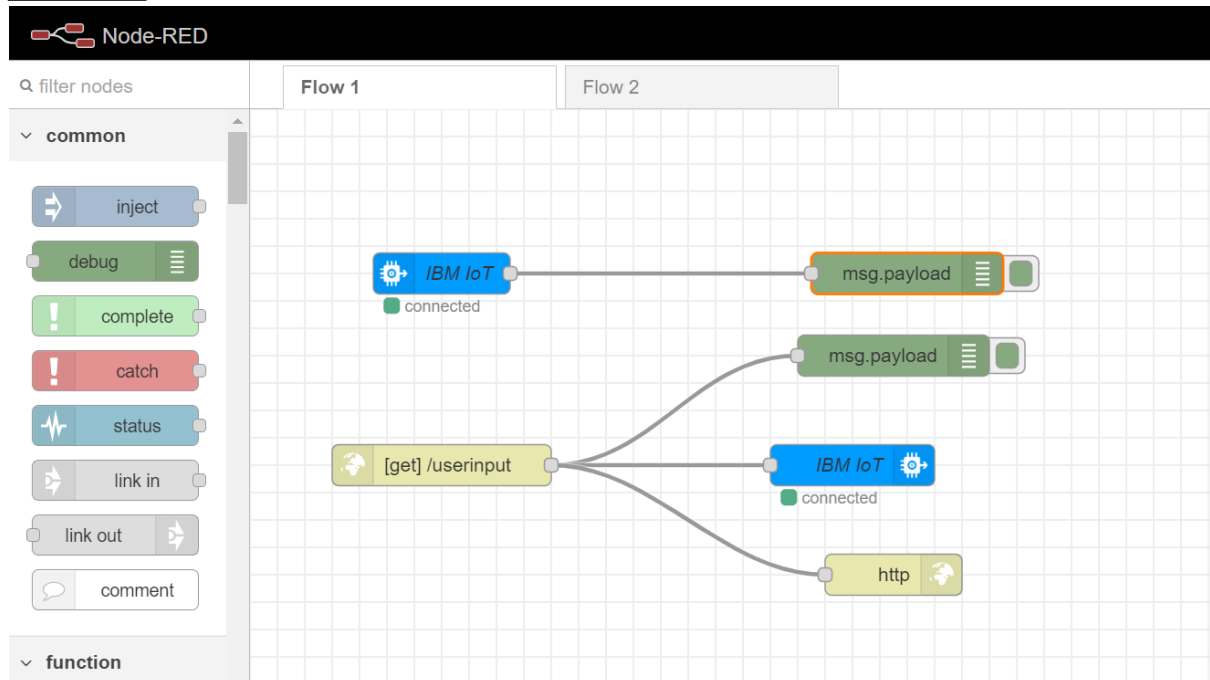 Node-RED
filter nodes
Flow 1
Flow 2
common
inject
debug
complete
catch
status
link in
link out
comment
function
IBM IoT
connected
msg.payload
msg.payload
[get] /userinput
IBM IoT
connected
http